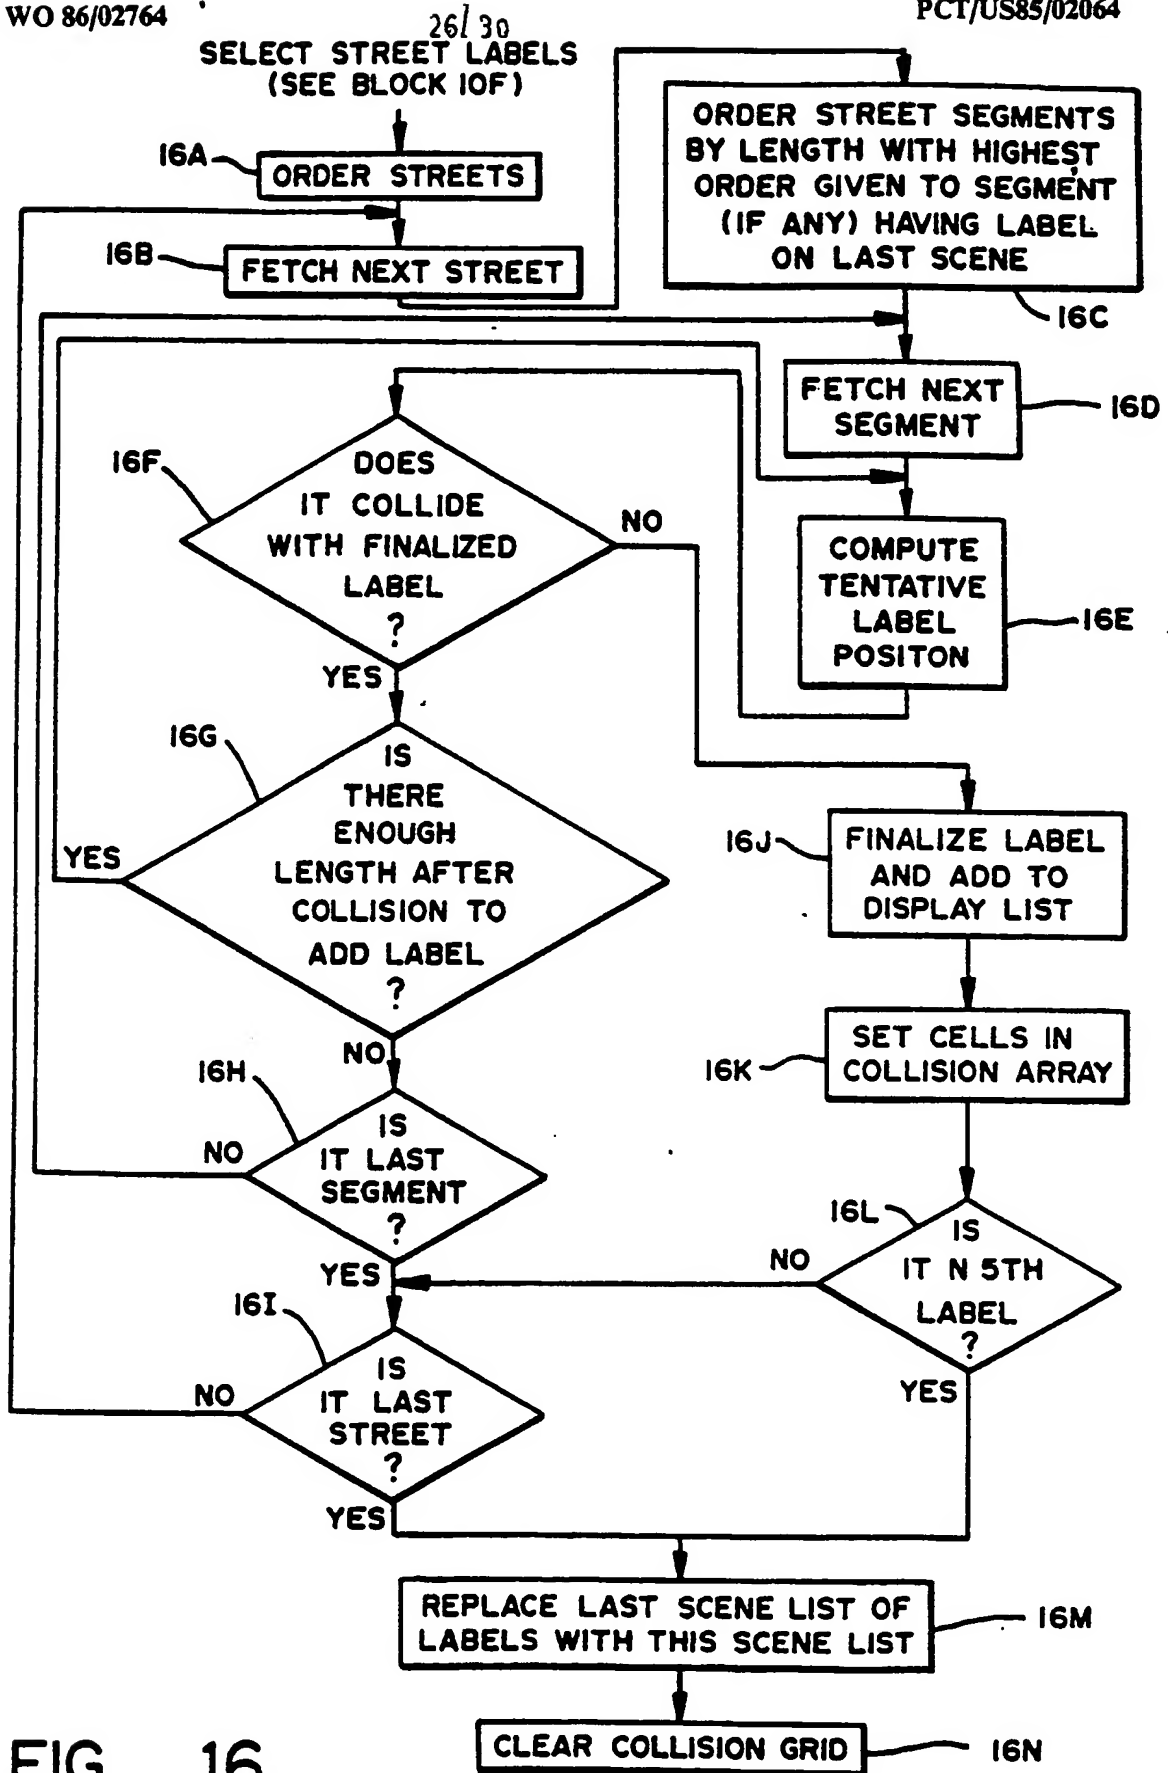 WO 86/02764
PCT/US85/02064
26/30
SELECT STREET LABELS
(SEE BLOCK 10F)
16A
ORDER STREETS
16B
FETCH NEXT STREET
ORDER STREET SEGMENTS
BY LENGTH WITH HIGHEST
ORDER GIVEN TO SEGMENT
(IF ANY) HAVING LABEL
ON LAST SCENE
16C
FETCH NEXT
SEGMENT
16D
COMPUTE
TENTATIVE
LABEL
POSITON
16E
16F
DOES
IT COLLIDE
WITH FINALIZED
LABEL
?
NO
YES
16G
IS
THERE
ENOUGH
LENGTH AFTER
COLLISION TO
ADD LABEL
?
YES
NO
16H
IS
IT LAST
SEGMENT
?
NO
YES
16I
IS
IT LAST
STREET
?
NO
YES
16J
FINALIZE LABEL
AND ADD TO
DISPLAY LIST
16K
SET CELLS IN
COLLISION ARRAY
16L
IS
IT N 5TH
LABEL
?
NO
YES
REPLACE LAST SCENE LIST OF
LABELS WITH THIS SCENE LIST
16M
CLEAR COLLISION GRID
16N
FIG. 16